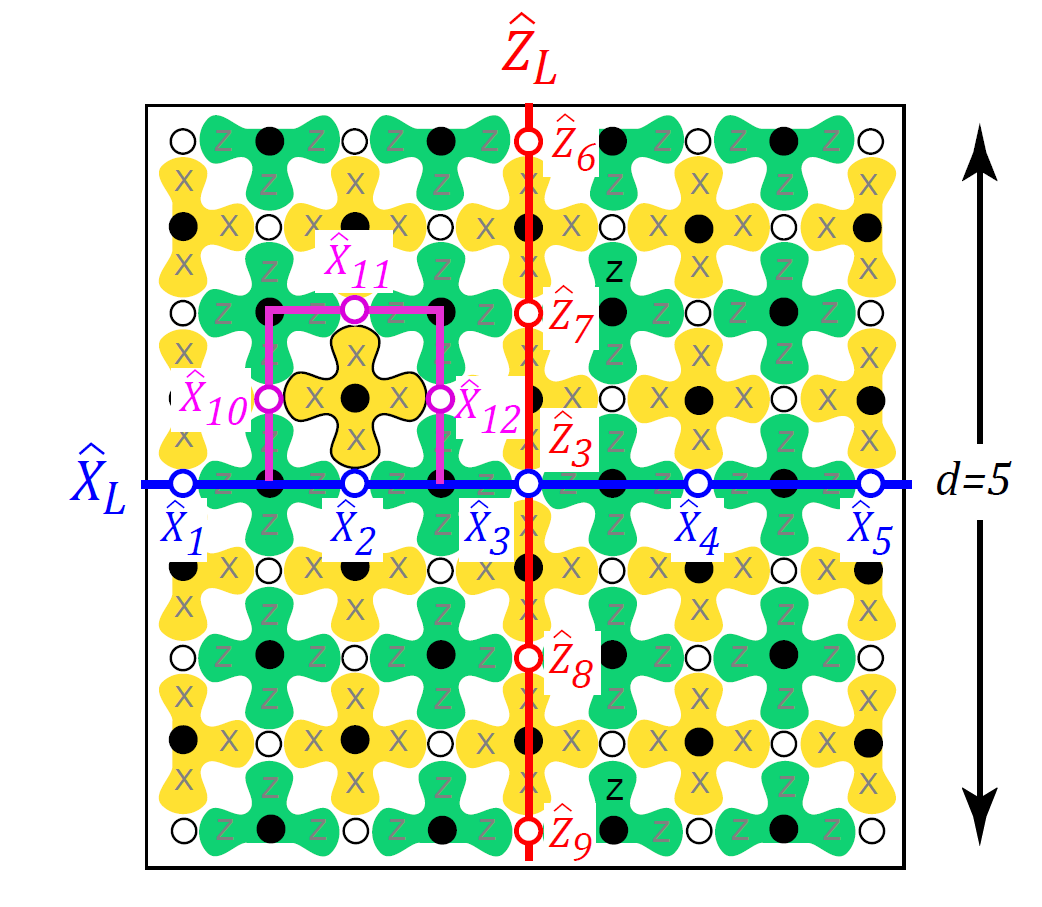 Ẑ_L
Z Z Z Z Ẑ_6 Z Z Z
X Z X Z X Z X Z X
X X X X X X X X
X Z X̂_11 Z X Z X Z X
Z Z Z Z Ẑ_7 Z Z Z
X Z X Z X Z X Z X
X̂_10 X X X̂_12 X X X X
X Z X Z Ẑ_3 Z X Z X
X̂_L Z Z Z Z Z Z Z Z d=5
X̂_1 Z X̂_2 Z X̂_3 X Z X̂_4 Z X̂_5
X X X X X X X X
X Z X Z X Z X Z X
Z Z Z Z Ẑ_8 Z Z Z
X Z X Z X Z X Z X
X X X X X X X X
X Z X Z X Z X Z X
Z Z Z Z Ẑ_9 Z Z Z